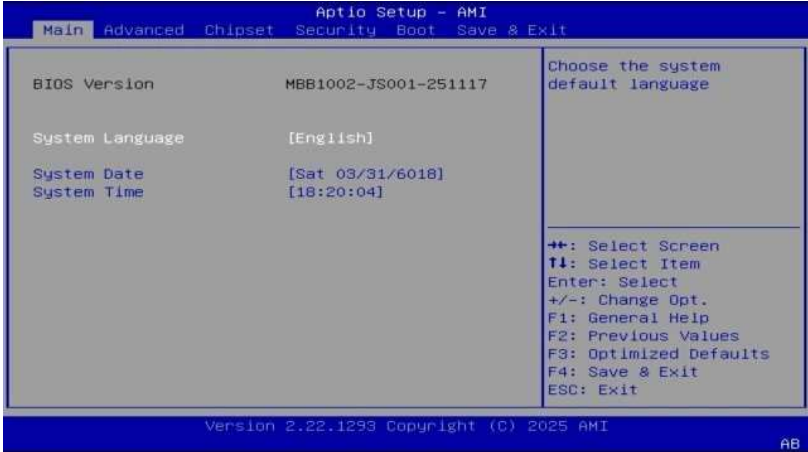 Aptio Setup - AMI
Main Advanced Chipset Security Boot Save & Exit
BIOS Version MBB1002-JS001-251117
System Language [English]
System Date [Sat 03/31/6018]
System Time [18:20:04]
Choose the system
default language
→←: Select Screen
↑↓: Select Item
Enter: Select
+/-: Change Opt.
F1: General Help
F2: Previous Values
F3: Optimized Defaults
F4: Save & Exit
ESC: Exit
Version 2.22.1293 Copyright (C) 2025 AMI
AB